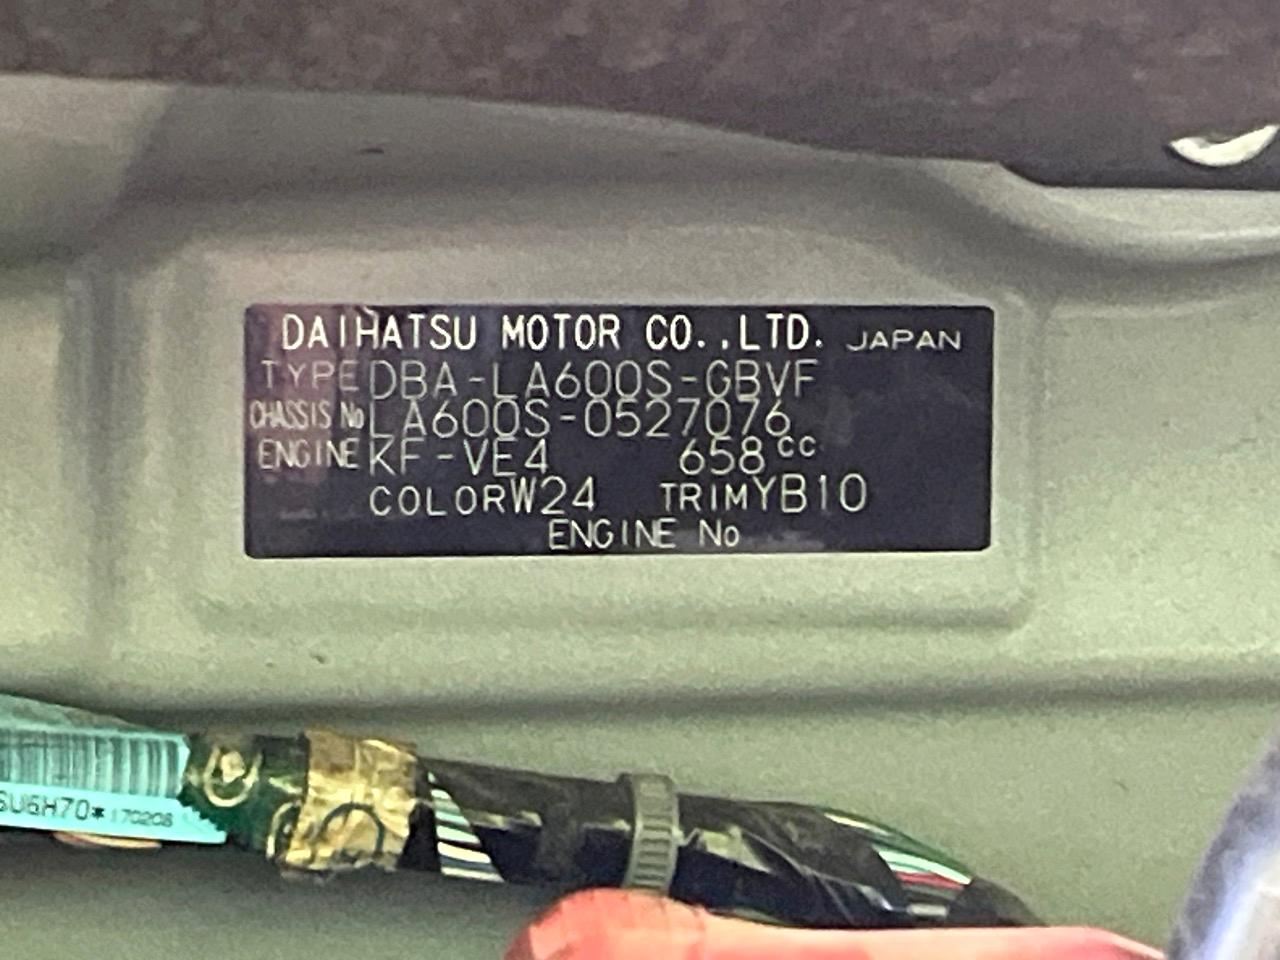 DAIHATSU MOTOR CO.,LTD. JAPAN
TYPE DBA-LA600S-GBVF
CHASSIS No LA600S-0527076
ENGINE KF-VE4 658cc
COLOR W24 TRIM YB10
ENGINE No
U6H70*170208